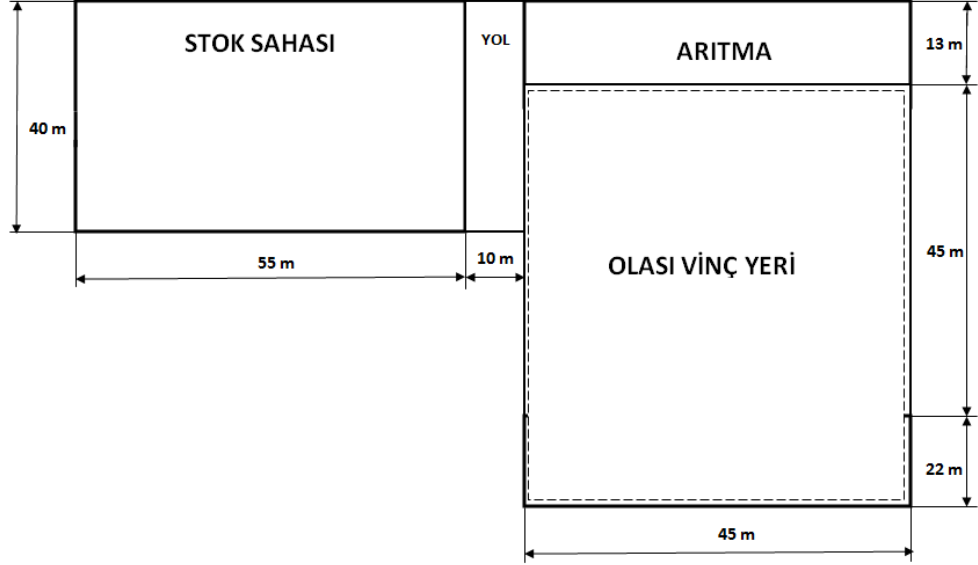 STOK SAHASI
YOL
ARITMA
13 m
40 m
55 m
10 m
OLASI VİNÇ YERİ
45 m
22 m
45 m